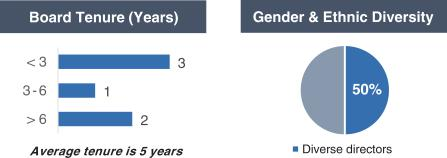 Board Tenure (Years)
< 3
3
3 - 6
1
> 6
2
Average tenure is 5 years
Gender & Ethnic Diversity
50%
Diverse directors